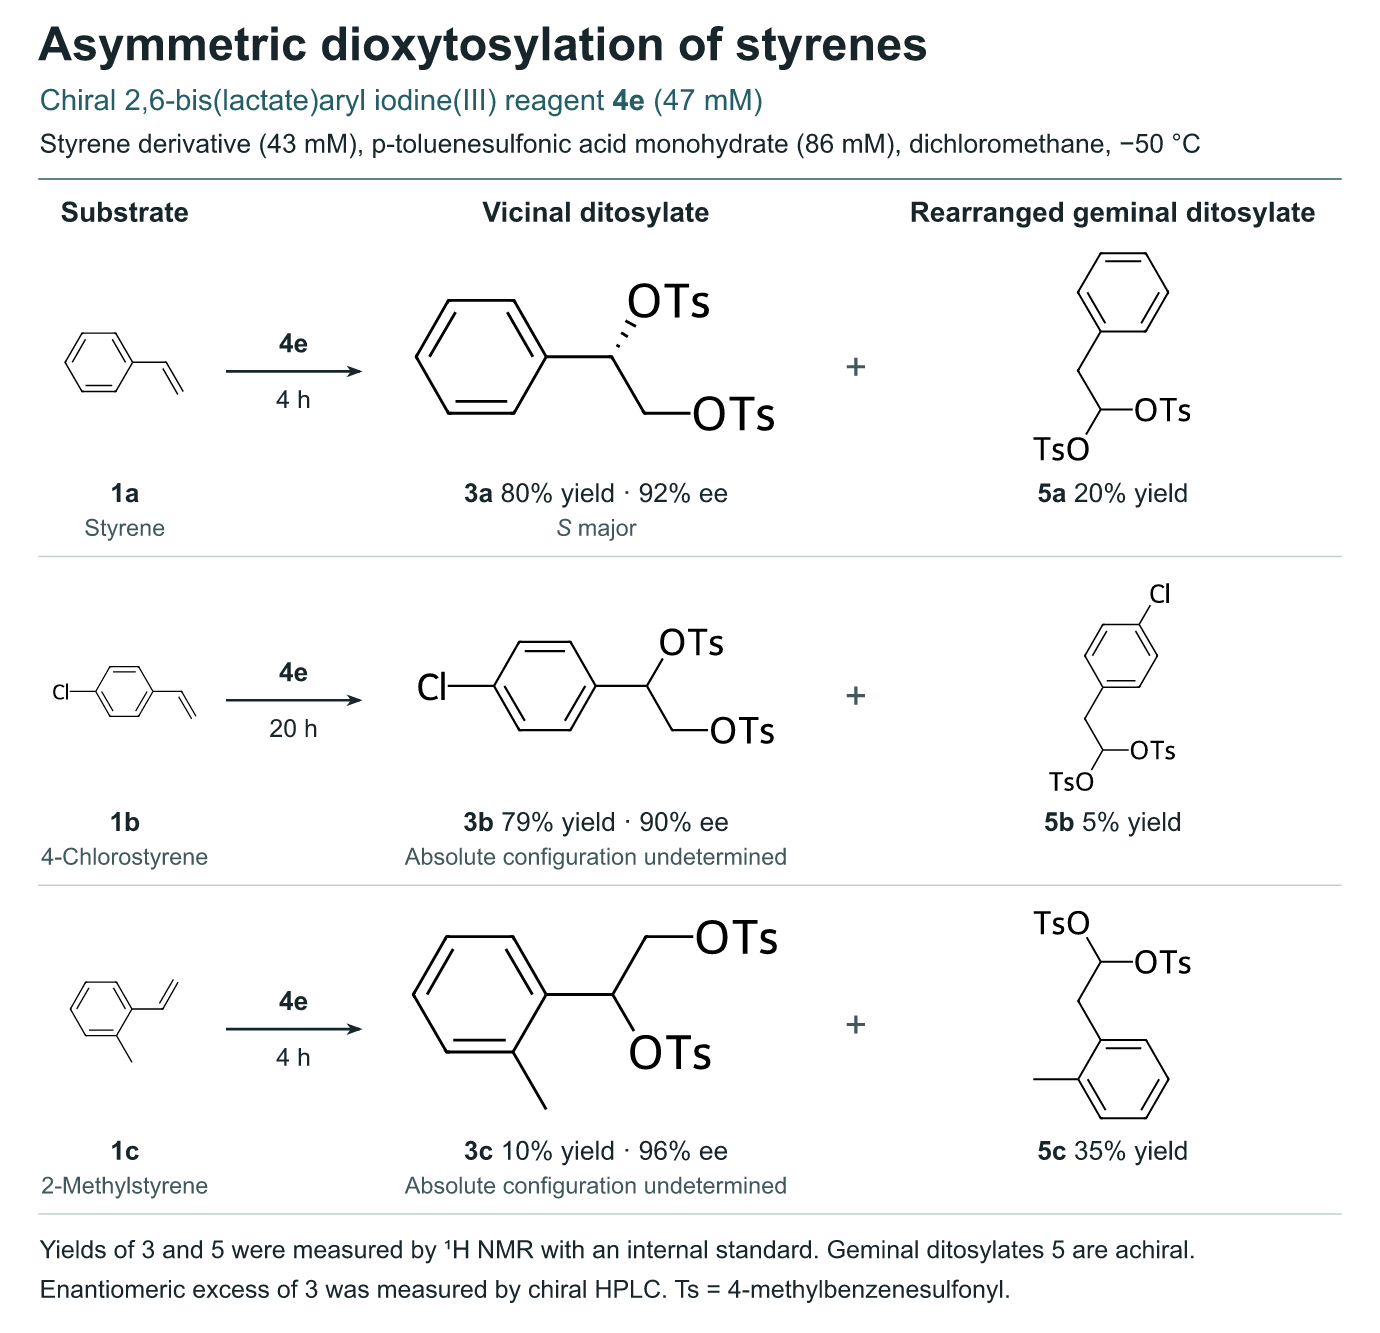 Asymmetric dioxytosylation of styrenes
Chiral 2,6-bis(lactate)aryl iodine(III) reagent 4e (47 mM)
Styrene derivative (43 mM), p-toluenesulfonic acid monohydrate (86 mM), dichloromethane, −50 °C
Substrate Vicinal ditosylate Rearranged geminal ditosylate
OTs
4e
4 h
+
OTs
OTs
TsO
1a 3a 80% yield · 92% ee 5a 20% yield
Styrene S major
Cl
OTs
4e
Cl
Cl
20 h
+
OTs
OTs
TsO
1b 3b 79% yield · 90% ee 5b 5% yield
4-Chlorostyrene Absolute configuration undetermined
TsO
OTs
OTs
4e
4 h
+
OTs
1c 3c 10% yield · 96% ee 5c 35% yield
2-Methylstyrene Absolute configuration undetermined
Yields of 3 and 5 were measured by ¹H NMR with an internal standard. Geminal ditosylates 5 are achiral.
Enantiomeric excess of 3 was measured by chiral HPLC. Ts = 4-methylbenzenesulfonyl.